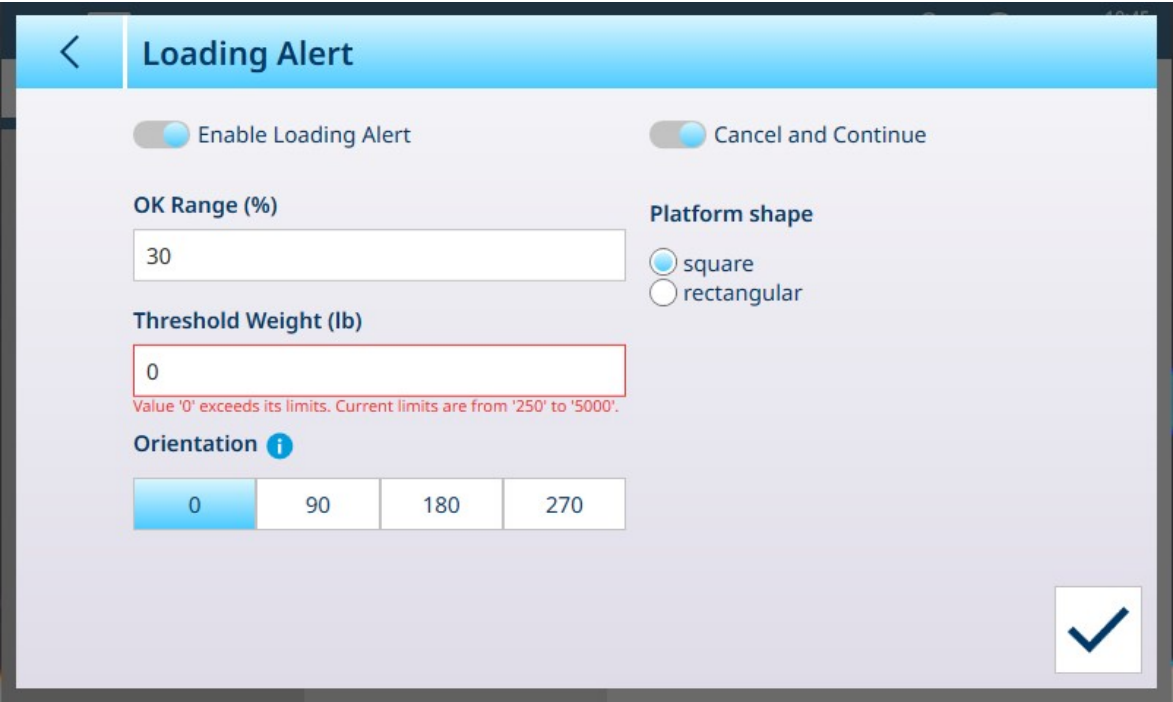 Loading Alert
Enable Loading Alert
Cancel and Continue
OK Range (%)
30
Platform shape
square
rectangular
Threshold Weight (lb)
0
Value '0' exceeds its limits. Current limits are from '250' to '5000'.
Orientation
0
90
180
270